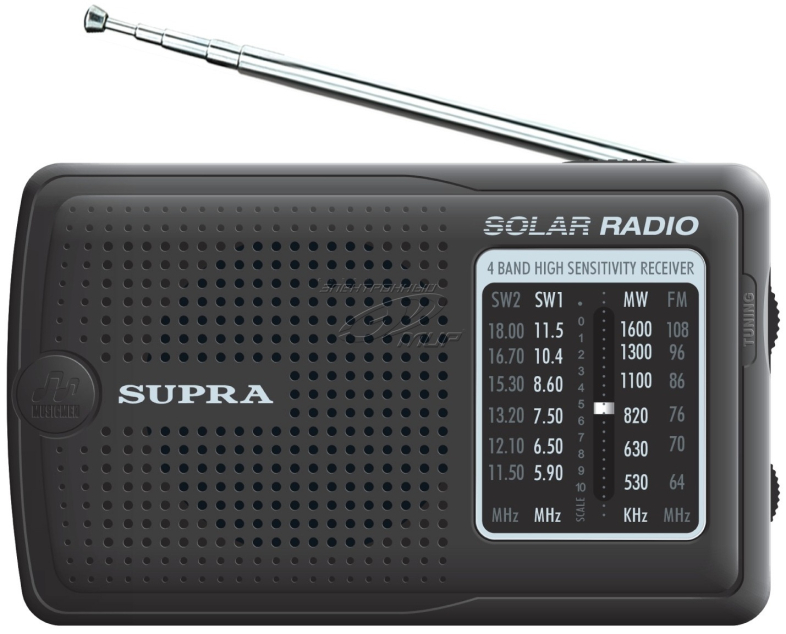 SOLAR RADIO
4 BAND HIGH SENSITIVITY RECEIVER
SW2 SW1 MW FM
18.00 11.5 0 1 1600 108
16.70 10.4 2 1300 96
15.30 8.60 3 4 1100 86
13.20 7.50 5 6 820 76
12.10 6.50 7 8 630 70
11.50 5.90 9 10 530 64
MHz MHz SCALE KHz MHz
TUNING
SUPRA
MUSICMEN
ЭЛЕКТРОННЫЙ
МИР